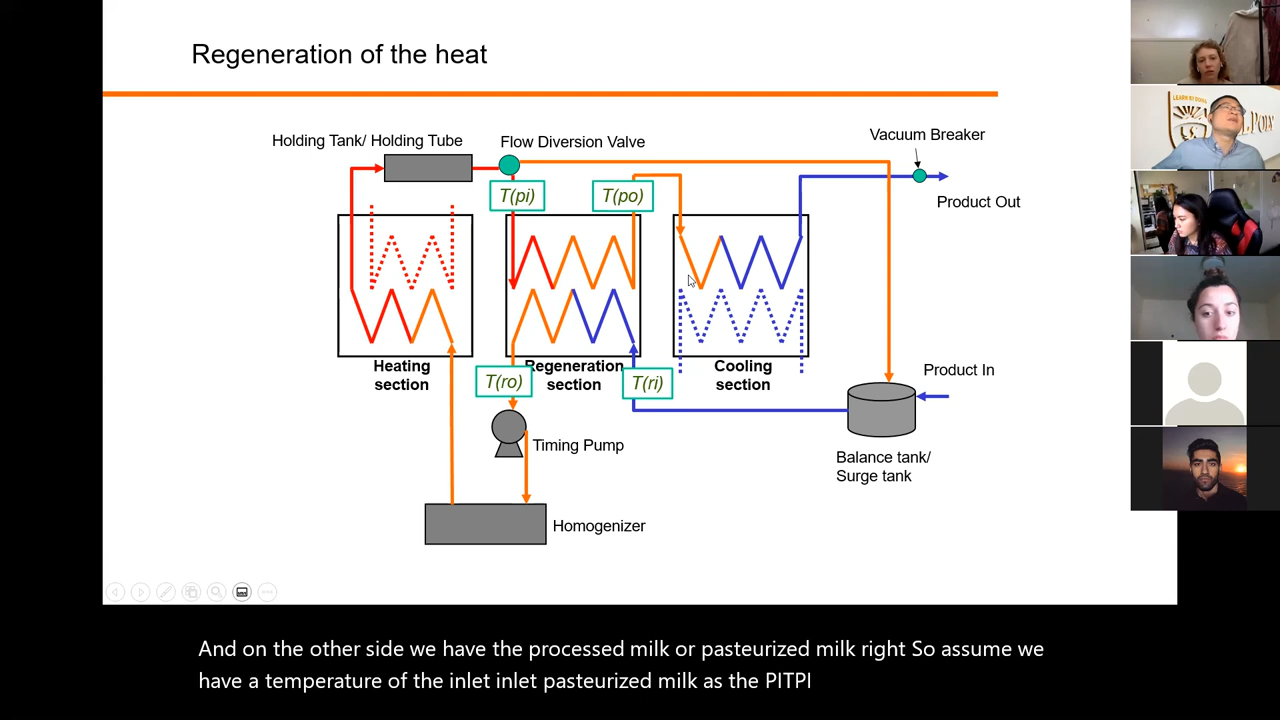 Regeneration of the heat
Holding Tank/ Holding Tube
Flow Diversion Valve
Vacuum Breaker
T(pi)
T(po)
Product Out
Heating
section
Regeneration
section
Cooling
section
T(ro)
T(ri)
Product In
Timing Pump
Balance tank/
Surge tank
Homogenizer
And on the other side we have the processed milk or pasteurized milk right So assume we
have a temperature of the inlet inlet pasteurized milk as the PITPI
LEARN BY DOING